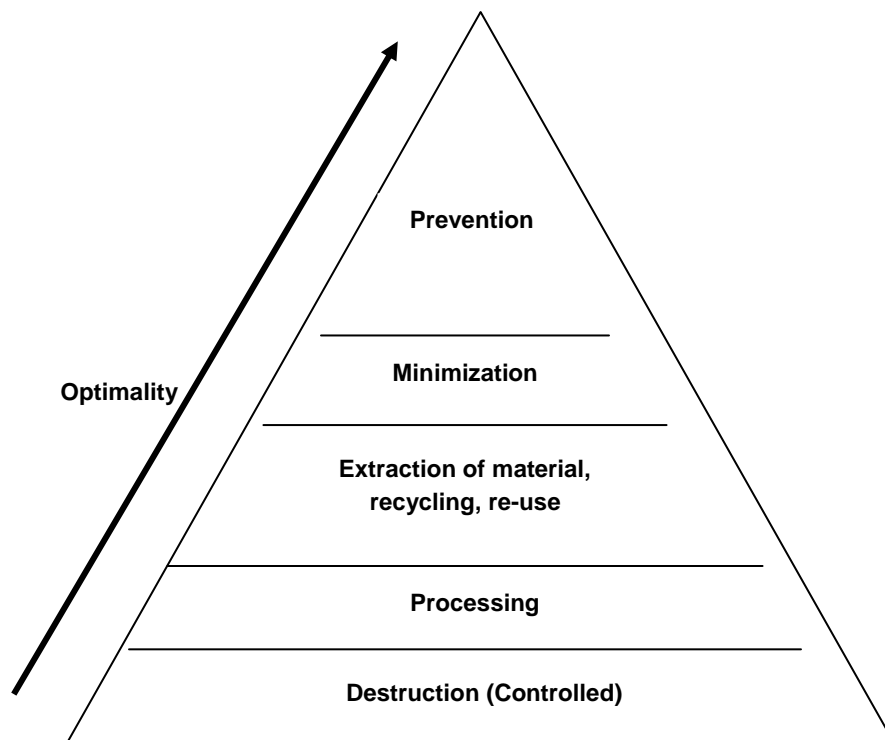 Prevention
Minimization
Optimality
Extraction of material,
recycling, re-use
Processing
Destruction (Controlled)